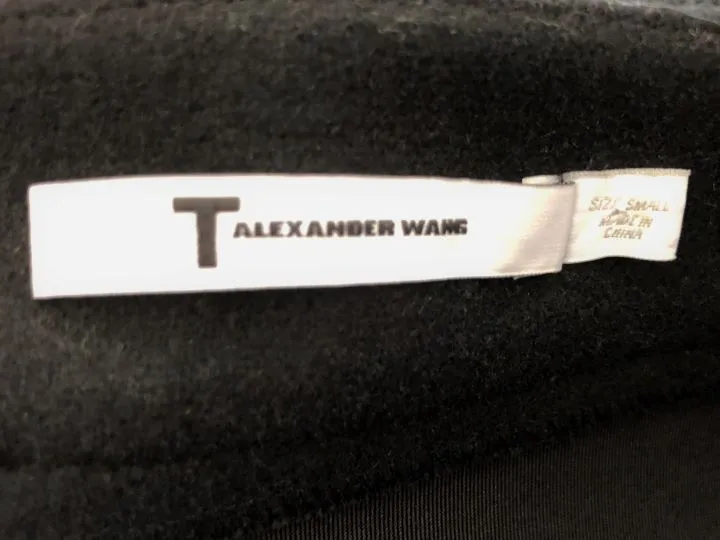 T ALEXANDER WANG
SIZE SMALL
MADE IN
CHINA